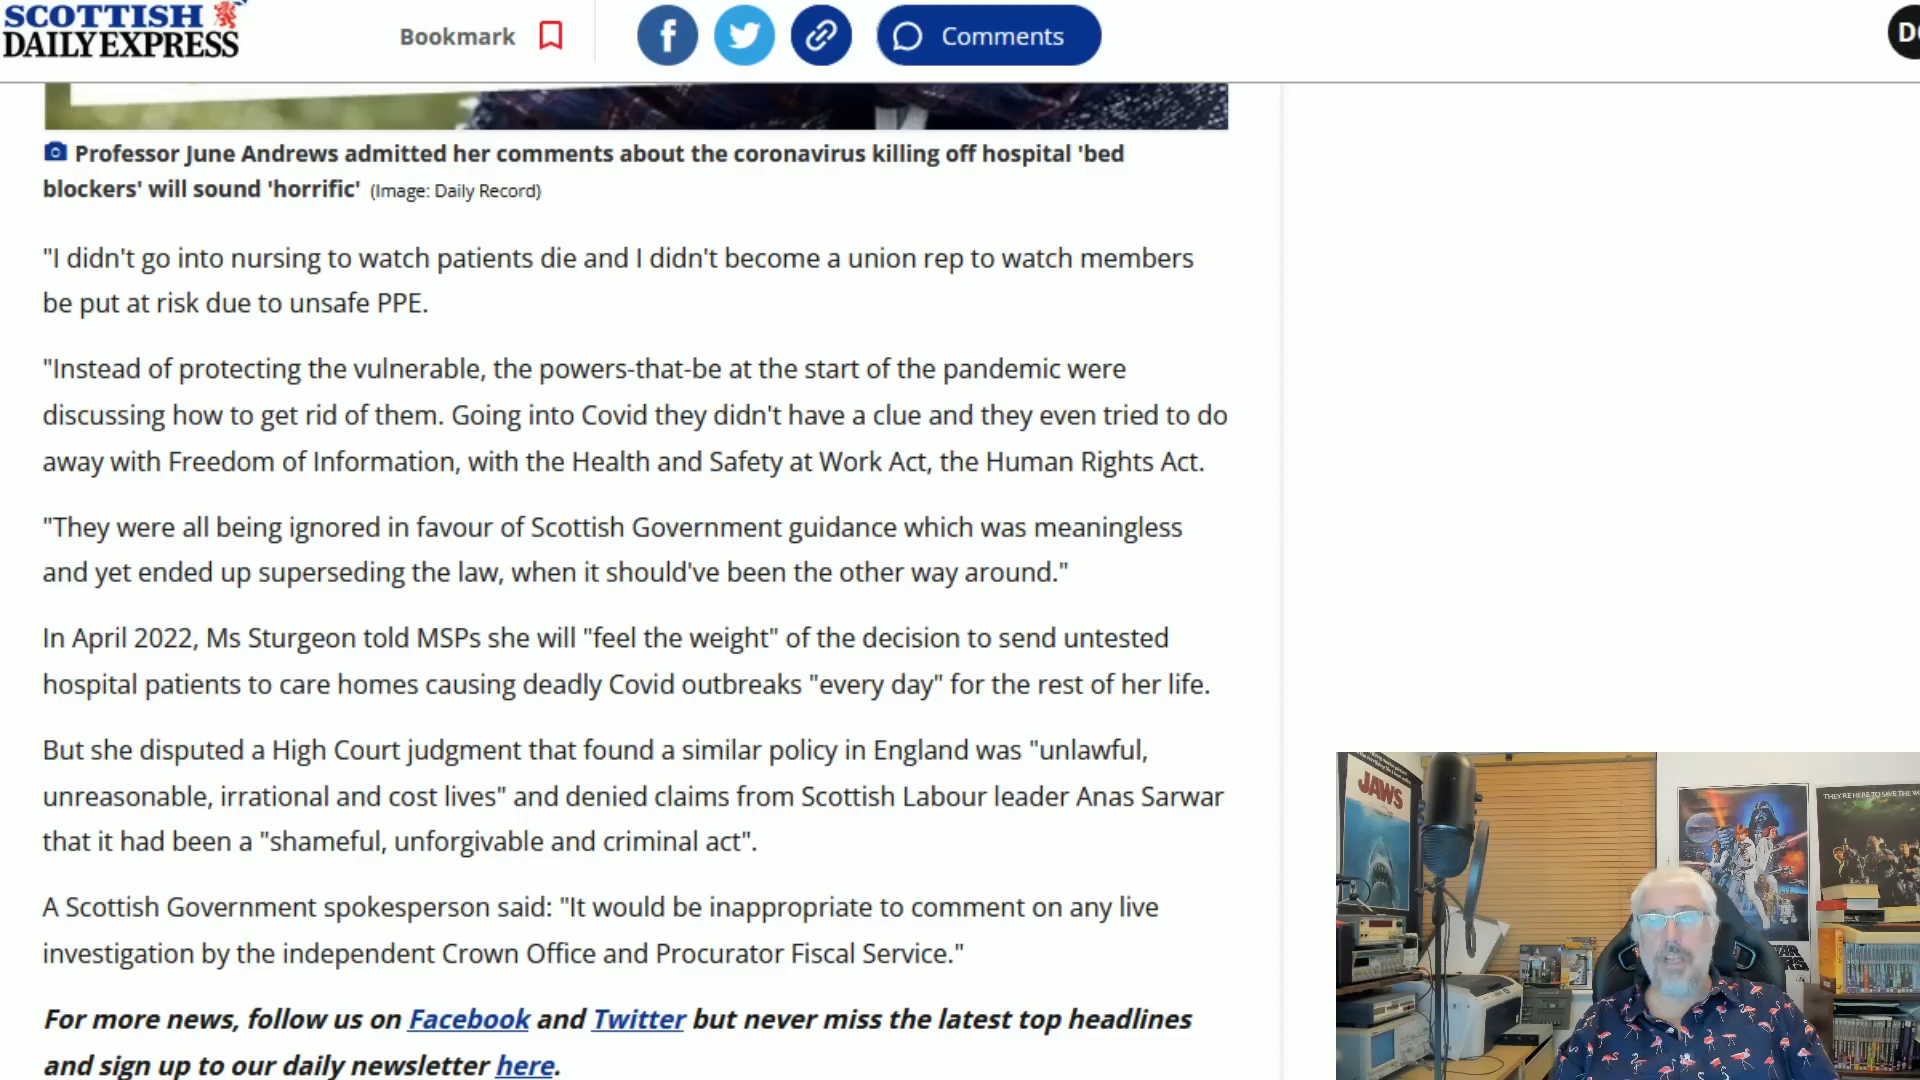 SCOTTISH
DAILY EXPRESS
Bookmark
Comments
Professor June Andrews admitted her comments about the coronavirus killing off hospital 'bed
blockers' will sound 'horrific' (Image: Daily Record)
"I didn't go into nursing to watch patients die and I didn't become a union rep to watch members
be put at risk due to unsafe PPE.
"Instead of protecting the vulnerable, the powers-that-be at the start of the pandemic were
discussing how to get rid of them. Going into Covid they didn't have a clue and they even tried to do
away with Freedom of Information, with the Health and Safety at Work Act, the Human Rights Act.
"They were all being ignored in favour of Scottish Government guidance which was meaningless
and yet ended up superseding the law, when it should've been the other way around."
In April 2022, Ms Sturgeon told MSPs she will "feel the weight" of the decision to send untested
hospital patients to care homes causing deadly Covid outbreaks "every day" for the rest of her life.
But she disputed a High Court judgment that found a similar policy in England was "unlawful,
unreasonable, irrational and cost lives" and denied claims from Scottish Labour leader Anas Sarwar
that it had been a "shameful, unforgivable and criminal act".
A Scottish Government spokesperson said: "It would be inappropriate to comment on any live
investigation by the independent Crown Office and Procurator Fiscal Service."
For more news, follow us on Facebook and Twitter but never miss the latest top headlines
and sign up to our daily newsletter here.
JAWS
THEY'RE HERE TO SAVE THE